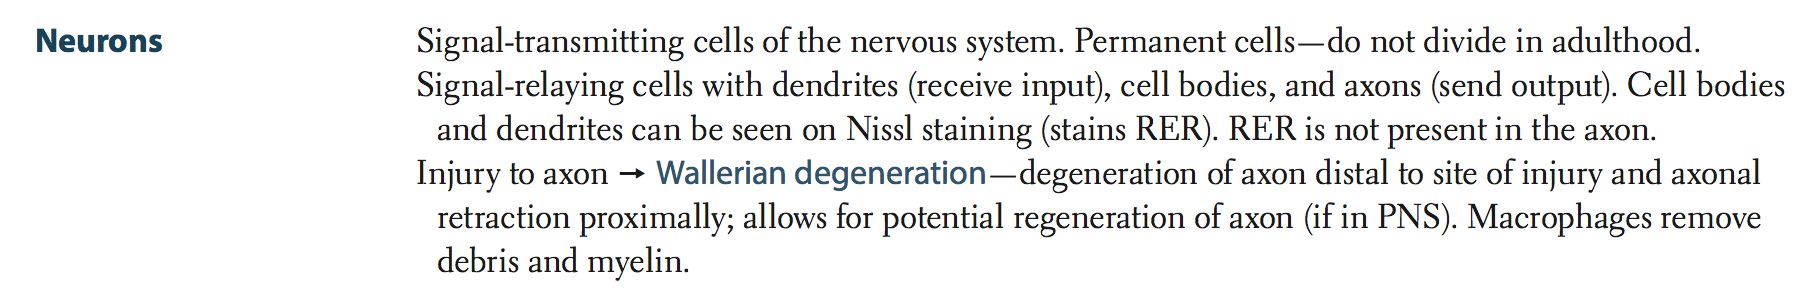 Neurons
Signal-transmitting cells of the nervous system. Permanent cells—do not divide in adulthood.
Signal-relaying cells with dendrites (receive input), cell bodies, and axons (send output). Cell bodies
and dendrites can be seen on Nissl staining (stains RER). RER is not present in the axon.
Injury to axon → Wallerian degeneration—degeneration of axon distal to site of injury and axonal
retraction proximally; allows for potential regeneration of axon (if in PNS). Macrophages remove
debris and myelin.